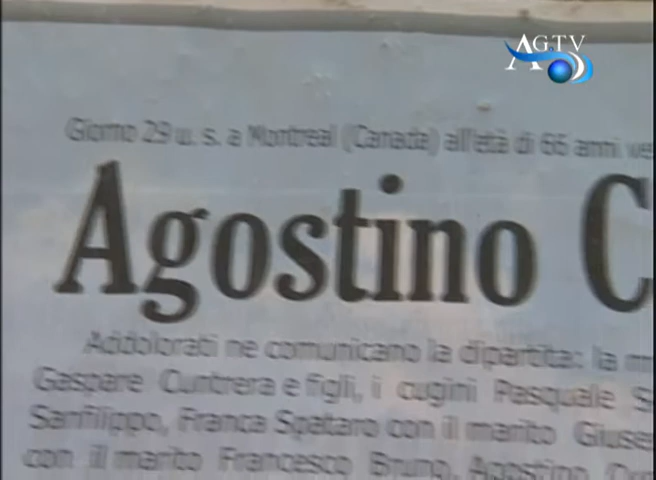 AGTV
Giorno 29 u. s. a Montreal (Canada) all'età di 66 anni
Agostino C
Addolorati ne comunicano la dipartita: la
Gaspare Cuntrera e figli, i cugini Pasquale S
Sanfilippo, Franca Spataro con il marito Giuse
con il marito Francesco Bruno, Agostino